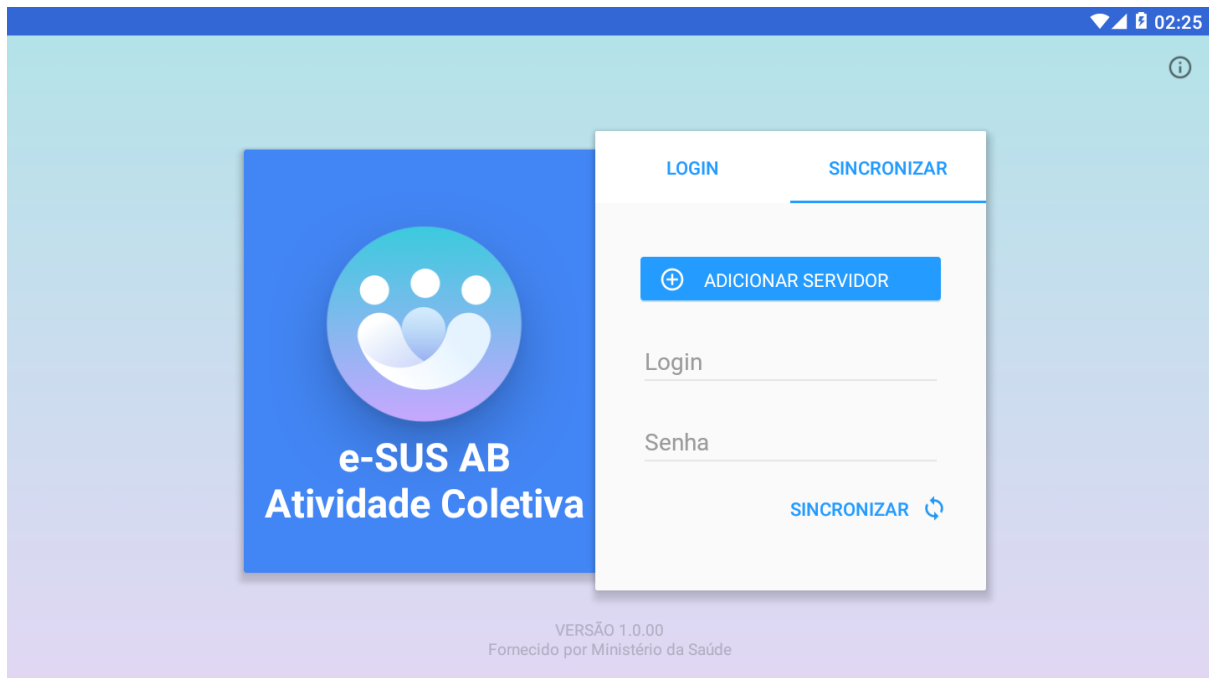 02:25
LOGIN
SINCRONIZAR
ADICIONAR SERVIDOR
Login
Senha
SINCRONIZAR
e-SUS AB
Atividade Coletiva
VERSÃO 1.0.00
Fornecido por Ministério da Saúde